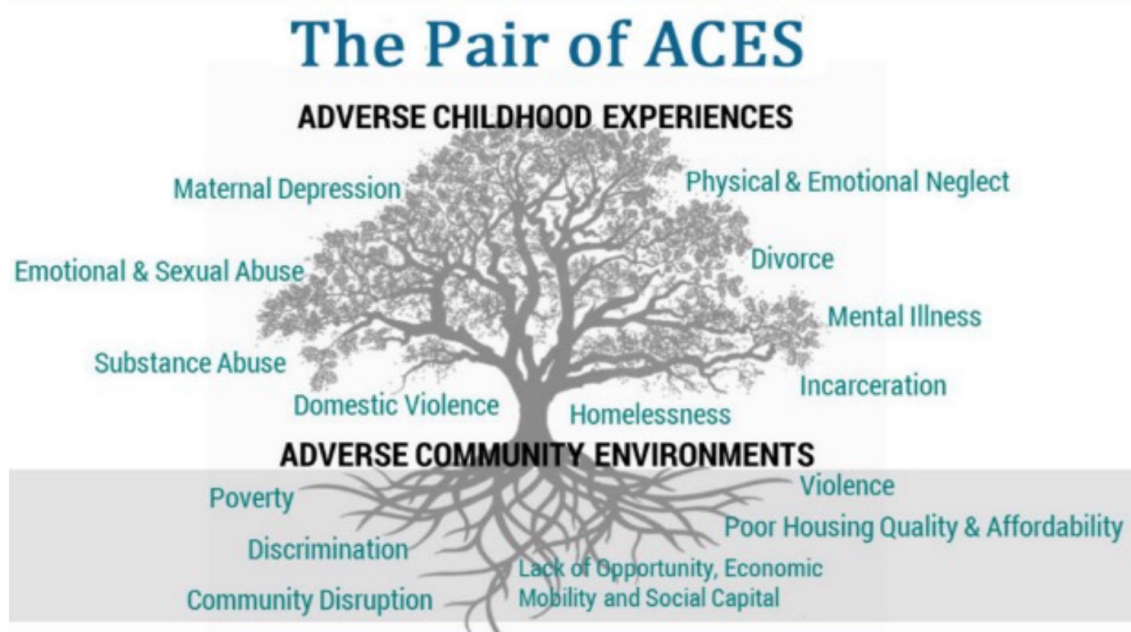 The Pair of ACES
ADVERSE CHILDHOOD EXPERIENCES
Maternal Depression
Physical & Emotional Neglect
Emotional & Sexual Abuse
Divorce
Mental Illness
Substance Abuse
Incarceration
Domestic Violence
Homelessness
ADVERSE COMMUNITY ENVIRONMENTS
Poverty
Violence
Discrimination
Poor Housing Quality & Affordability
Community Disruption
Lack of Opportunity, Economic
Mobility and Social Capital